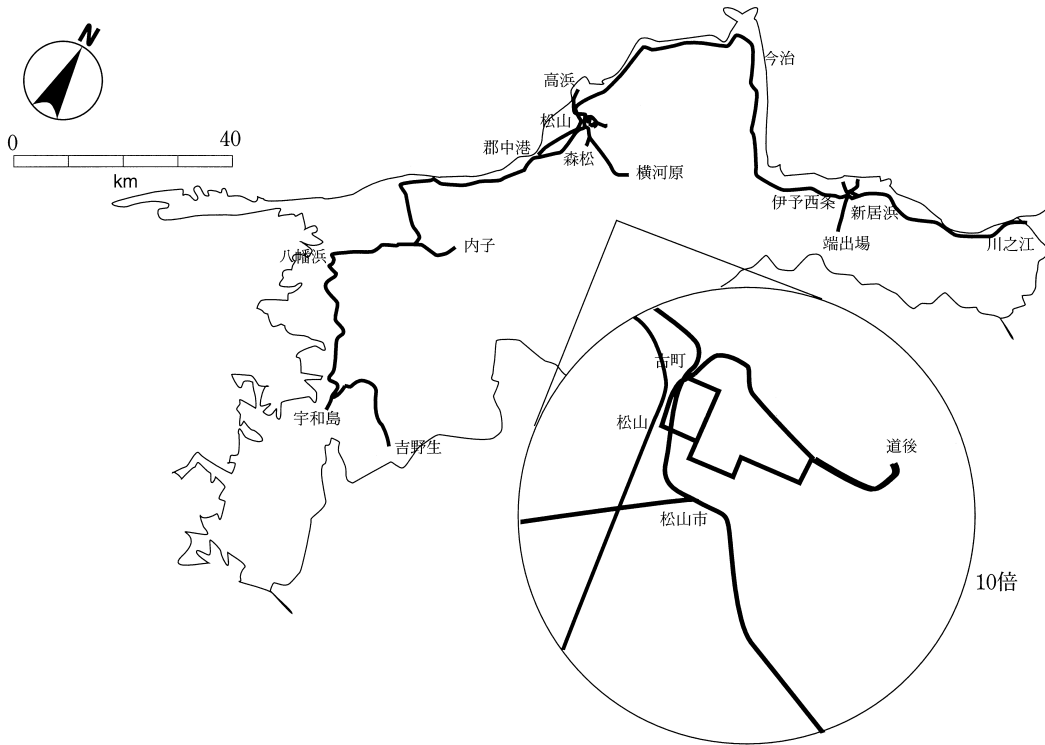 N
0
40
km
高浜
松山
郡中港
森松
横河原
今治
伊予西条
新居浜
端出場
川之江
内子
八幡浜
宇和島
吉野生
古町
松山
道後
松山市
10倍